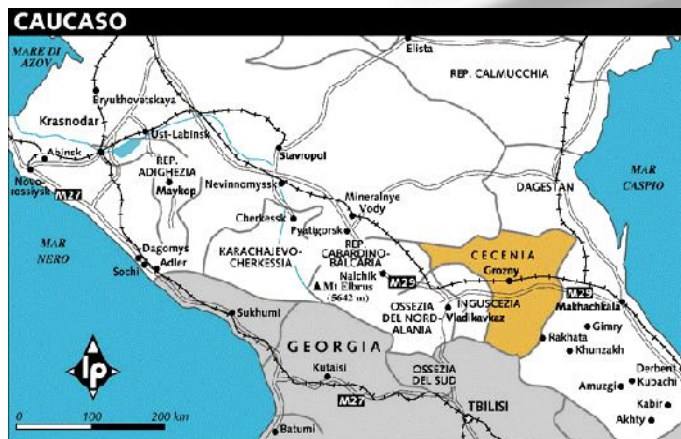 CAUCASO
MARE DI
AZOV
Elista
REP. CALMUCCHIA
Bryukhovetskaya
Krasnodar
Ust-Labinsk
Abinsk
Stavropol
REP.
ADIGHEZIA
Maykop
Novo-
rossiysk
M27
Nevinnomyssk
Mineralnye
Vody
DAGESTAN
MAR
CASPIO
Cherkessk
Pyatigorsk
MAR
NERO
Dagomys
Sochi
Adler
KARACHAJEVO-
CHERKESSIA
REP.
CABARDINO-
BALCARIA
Nalchik
Mt Elbrus
(5642 m)
M29
CECENIA
Grozny
INGUSCEZIA
OSSEZIA
DEL NORD-
ALANIA
Vladikavkaz
M29
Makhachkala
Sukhumi
Rakhata
Gimry
Khunzakh
GEORGIA
Kutaisi
OSSEZIA
DEL SUD
Derbent
Kubachi
Amuzgi
Kabir
Akhty
lp
M27
TBILISI
Batumi
0 100 200 km